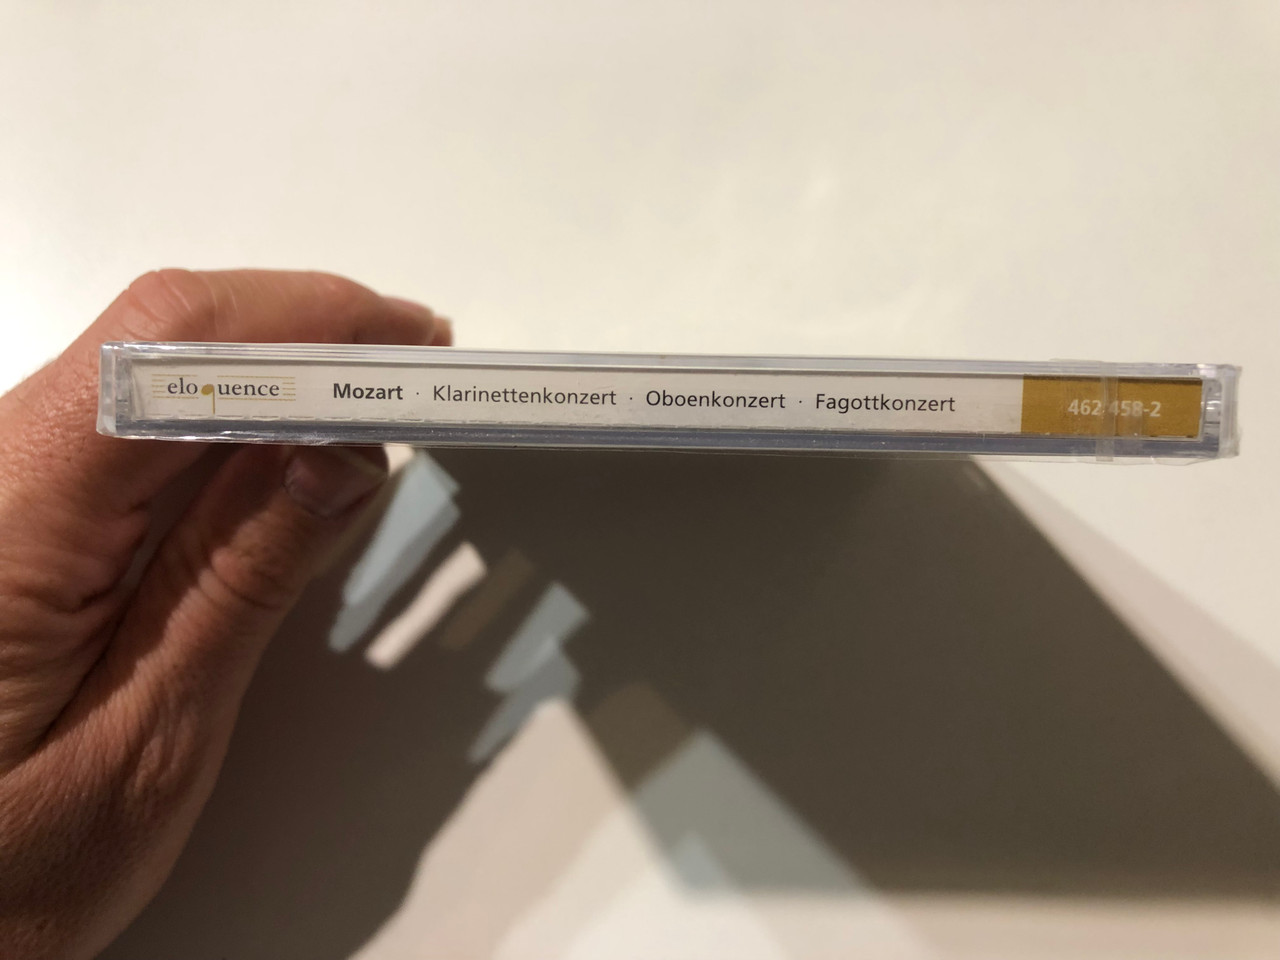 eloquence Mozart · Klarinettenkonzert · Oboenkonzert · Fagottkonzert 462 458-2